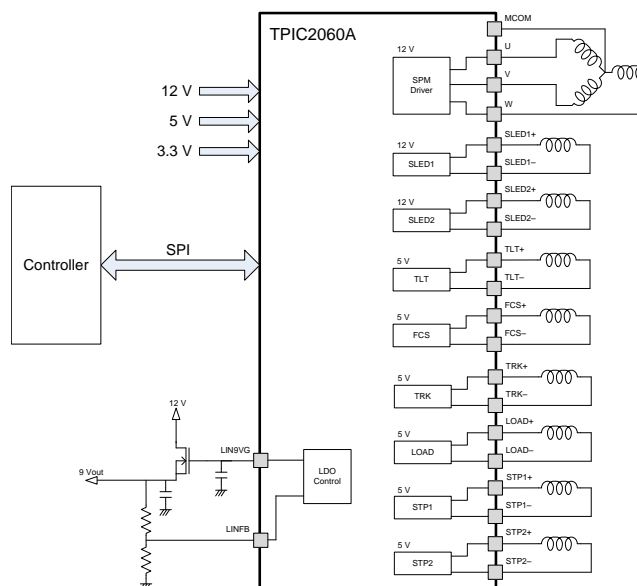 TPIC2060A
MCOM
12 V
SPM
Driver
U
V
W
12 V
5 V
3.3 V
12 V
SLED1
SLED1+
SLED1–
12 V
SLED2
SLED2+
SLED2–
Controller
SPI
5 V
TLT
TLT+
TLT–
5 V
FCS
FCS+
FCS–
5 V
TRK
TRK+
TRK–
12 V
9 Vout
LIN9VG
LDO
Control
LINFB
5 V
LOAD
LOAD+
LOAD–
5 V
STP1
STP1+
STP1–
5 V
STP2
STP2+
STP2–